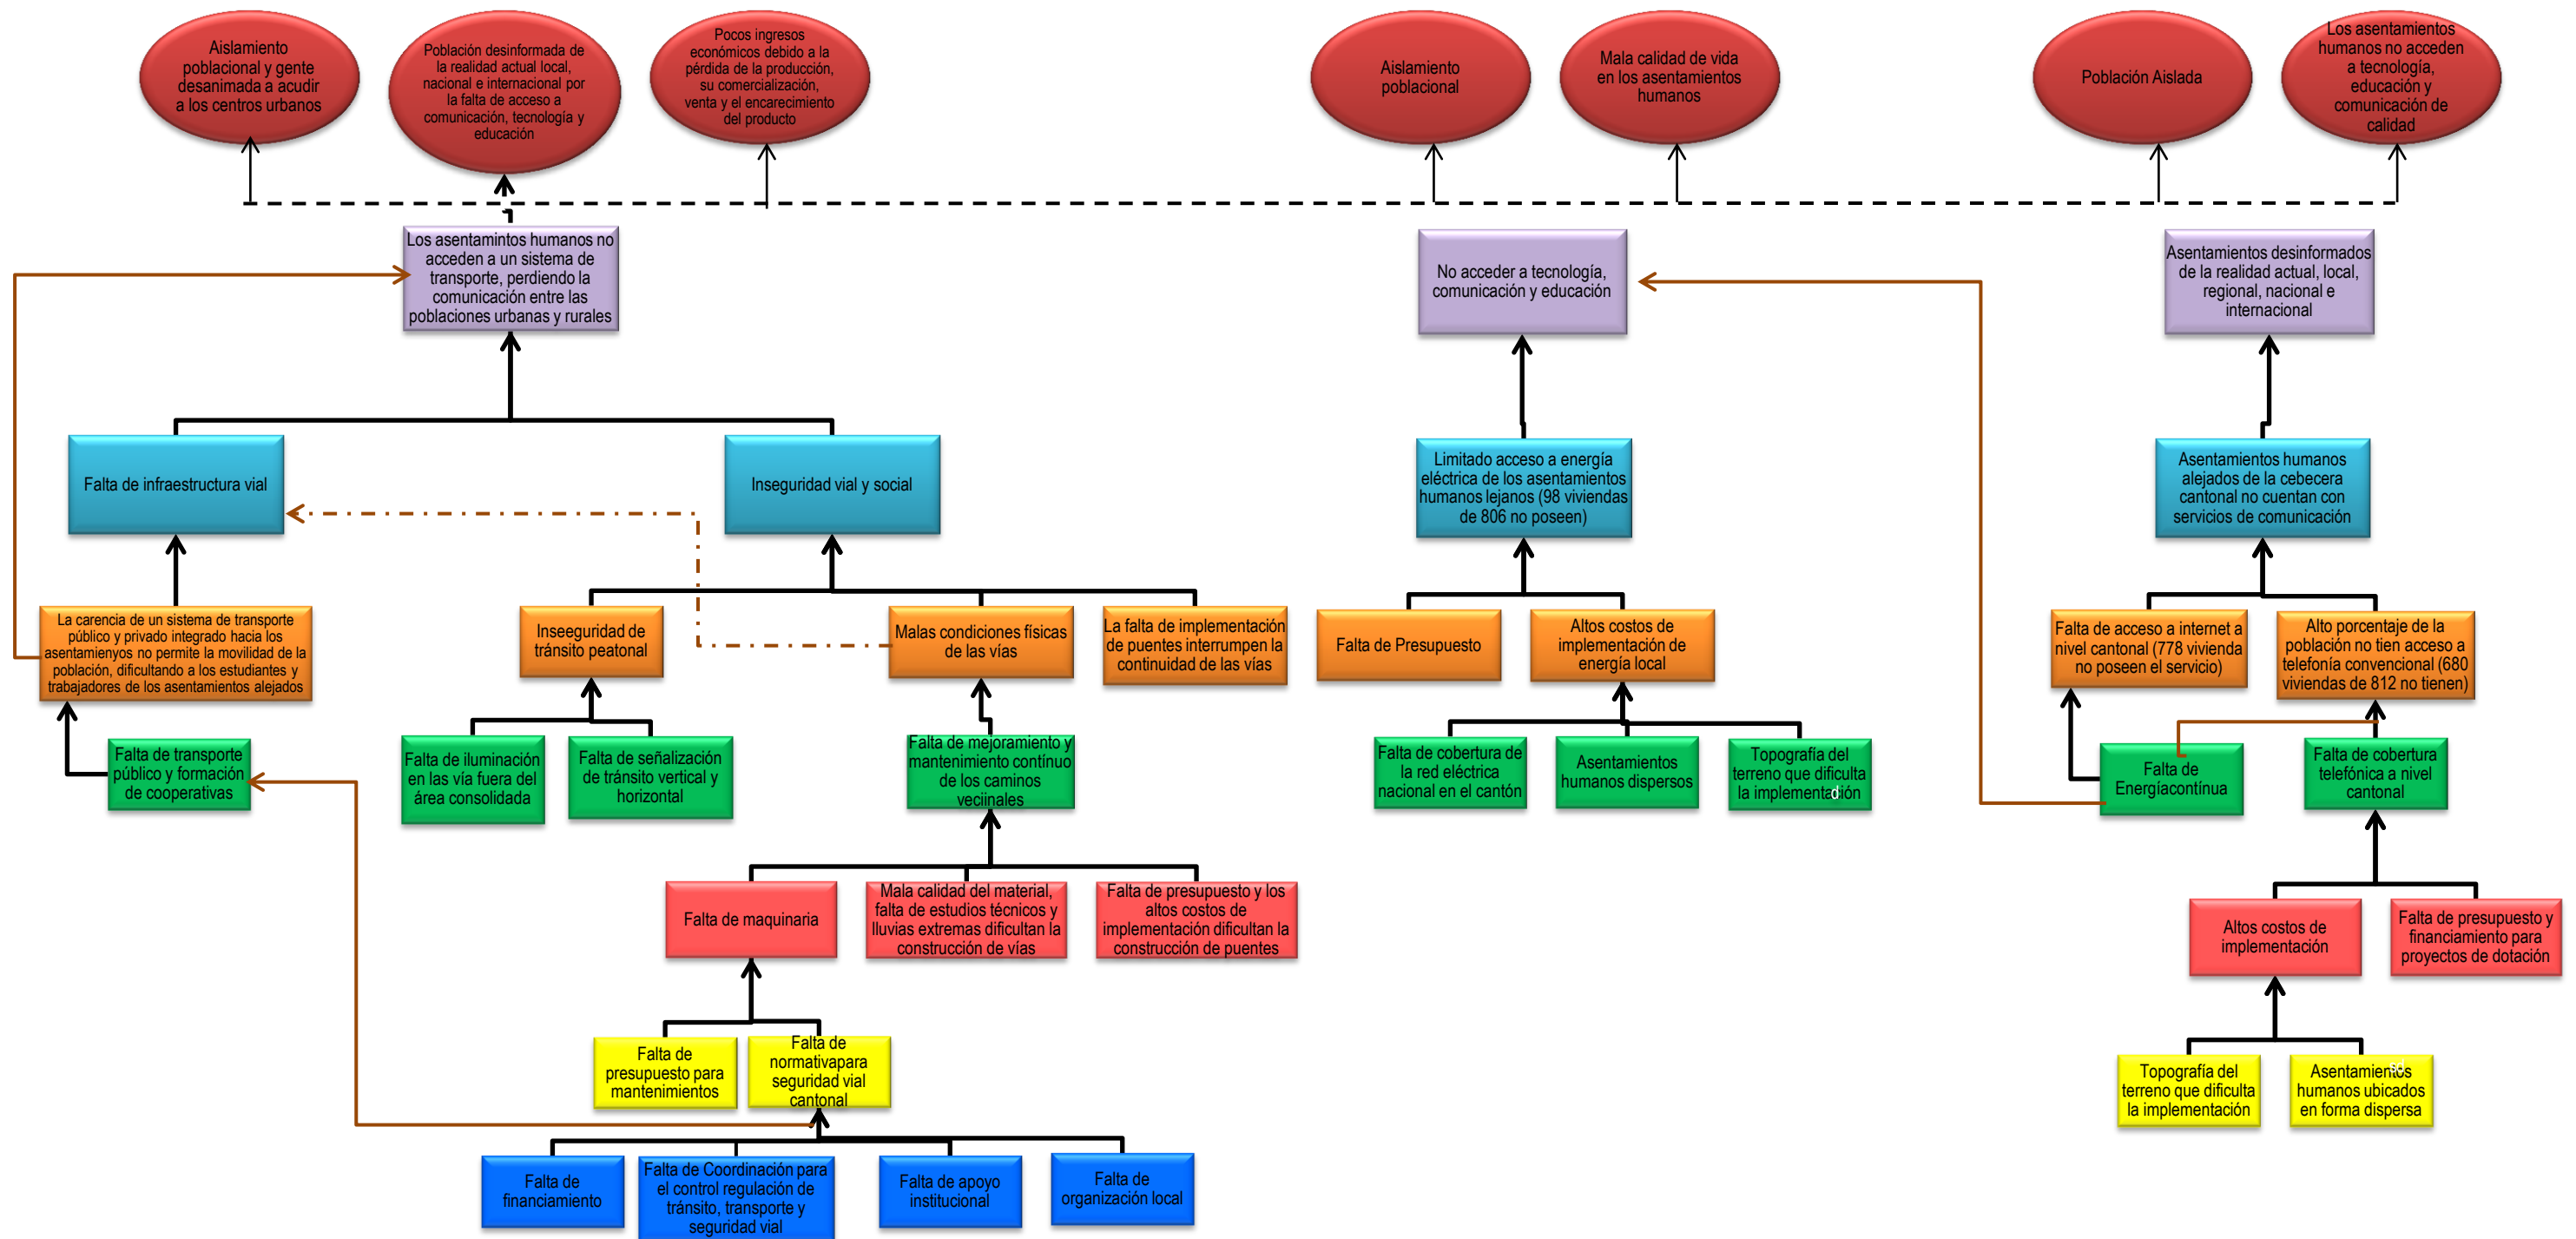 Aislamiento
poblacional y gente
desanimada a acudir
a los centros urbanos
Población desinformada de
la realidad actual local,
nacional e internacional por
la falta de acceso a
comunicación, tecnología y
educación
Pocos ingresos
económicos debido a la
pérdida de la producción,
su comercialización,
venta y el encarecimiento
del producto
Aislamiento
poblacional
Mala calidad de vida
en los asentamientos
humanos
Población Aislada
Los asentamientos
humanos no acceden
a tecnología,
educación y
comunicación de
calidad
Los asentamintos humanos no
acceden a un sistema de
transporte, perdiendo la
comunicación entre las
poblaciones urbanas y rurales
No acceder a tecnología,
comunicación y educación
Asentamientos desinformados
de la realidad actual, local,
regional, nacional e
internacional
Falta de infraestructura vial
Inseguridad vial y social
Limitado acceso a energía
eléctrica de los asentamientos
humanos lejanos (98 viviendas
de 806 no poseen)
Asentamientos humanos
alejados de la cebecera
cantonal no cuentan con
servicios de comunicación
La carencia de un sistema de transporte
público y privado integrado hacia los
asentamienyos no permite la movilidad de la
población, dificultando a los estudiantes y
trabajadores de los asentamientos alejados
Inseeguridad de
tránsito peatonal
Malas condiciones físicas
de las vías
La falta de implementación
de puentes interrumpen la
continuidad de las vías
Falta de Presupuesto
Altos costos de
implementación de
energía local
Falta de acceso a internet a
nivel cantonal (778 vivienda
no poseen el servicio)
Alto porcentaje de la
población no tien acceso a
telefonía convencional (680
viviendas de 812 no tienen)
Falta de transporte
público y formación
de cooperativas
Falta de iluminación
en las vía fuera del
área consolidada
Falta de señalización
de tránsito vertical y
horizontal
Falta de mejoramiento y
mantenimiento contínuo
de los caminos
veciinales
Falta de cobertura de
la red eléctrica
nacional en el cantón
Asentamientos
humanos dispersos
Topografía del
terreno que dificulta
la implementación
Falta de
Energíacontínua
Falta de cobertura
telefónica a nivel
cantonal
Falta de maquinaria
Mala calidad del material,
falta de estudios técnicos y
lluvias extremas dificultan la
construcción de vías
Falta de presupuesto y los
altos costos de
implementación dificultan la
construcción de puentes
Altos costos de
implementación
Falta de presupuesto y
financiamiento para
proyectos de dotación
Falta de
presupuesto para
mantenimientos
Falta de
normativapara
seguridad vial
cantonal
Topografía del
terreno que dificulta
la implementación
Asentamientos
humanos ubicados
en forma dispersa
Falta de
financiamiento
Falta de Coordinación para
el control regulación de
tránsito, transporte y
seguridad vial
Falta de apoyo
institucional
Falta de
organización local